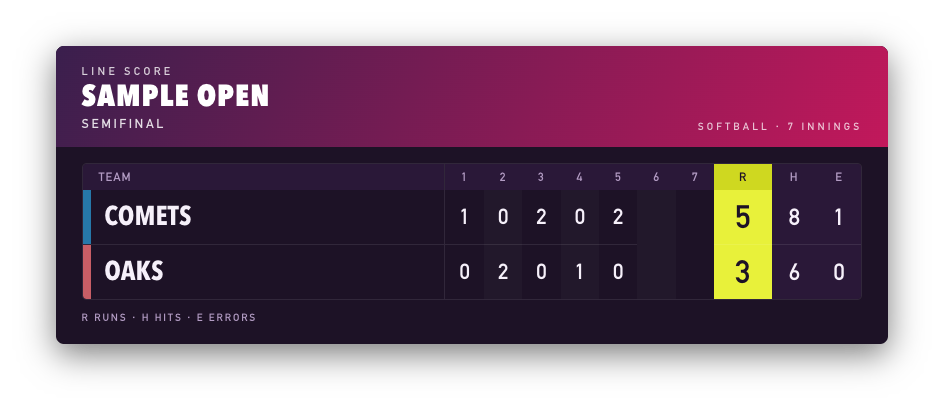 LINE SCORE
SAMPLE OPEN
SEMIFINAL
SOFTBALL · 7 INNINGS
TEAM 1 2 3 4 5 6 7 R H E
COMETS 1 0 2 0 2 5 8 1
OAKS 0 2 0 1 0 3 6 0
R RUNS · H HITS · E ERRORS